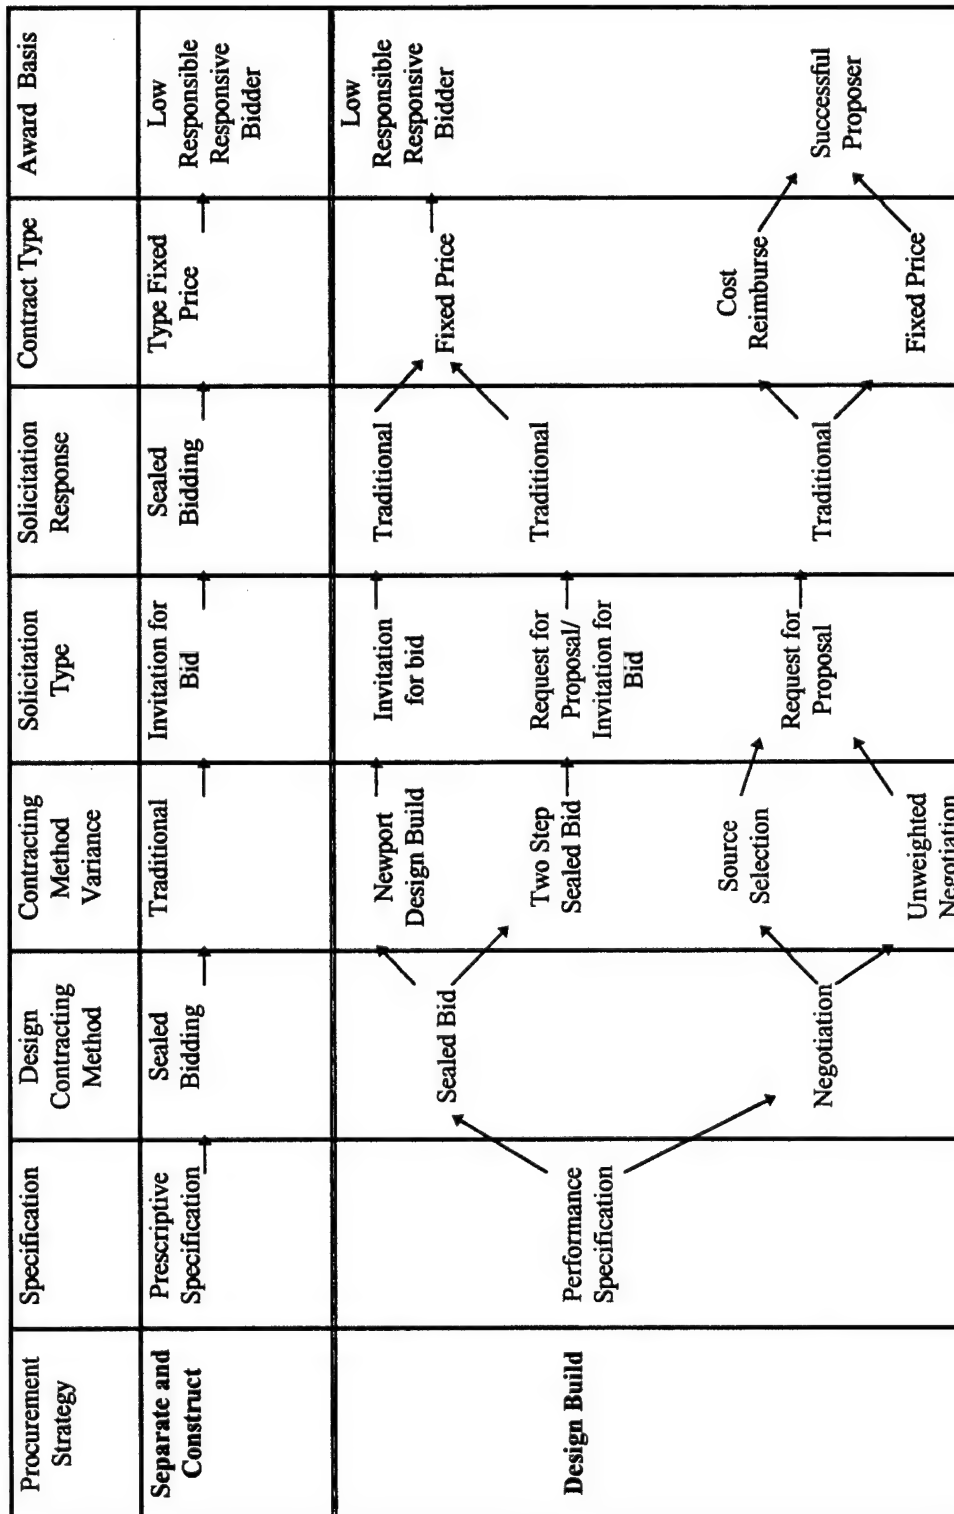 Procurement
Strategy
Specification
Design
Contracting
Method
Contracting
Method
Variance
Solicitation
Type
Solicitation
Response
Contract Type
Award Basis
Separate and
Construct
Prescriptive
Specification
Sealed
Bidding
Traditional
Invitation for
Bid
Sealed
Bidding
Type Fixed
Price
Low
Responsible
Responsive
Bidder
Design Build
Performance
Specification
Sealed Bid
Negotiation
Newport
Design Build
Two Step
Sealed Bid
Source
Selection
Unweighted
Negotiation
Invitation
for bid
Request for
Proposal/
Invitation for
Bid
Request for
Proposal
Traditional
Traditional
Traditional
Fixed Price
Cost
Reimburse
Fixed Price
Low
Responsible
Responsive
Bidder
Successful
Proposer